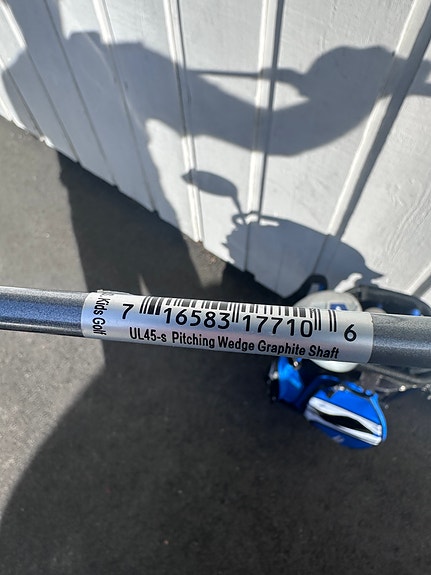 Kids Golf
7 16583 17710 6
UL45-s Pitching Wedge Graphite Shaft